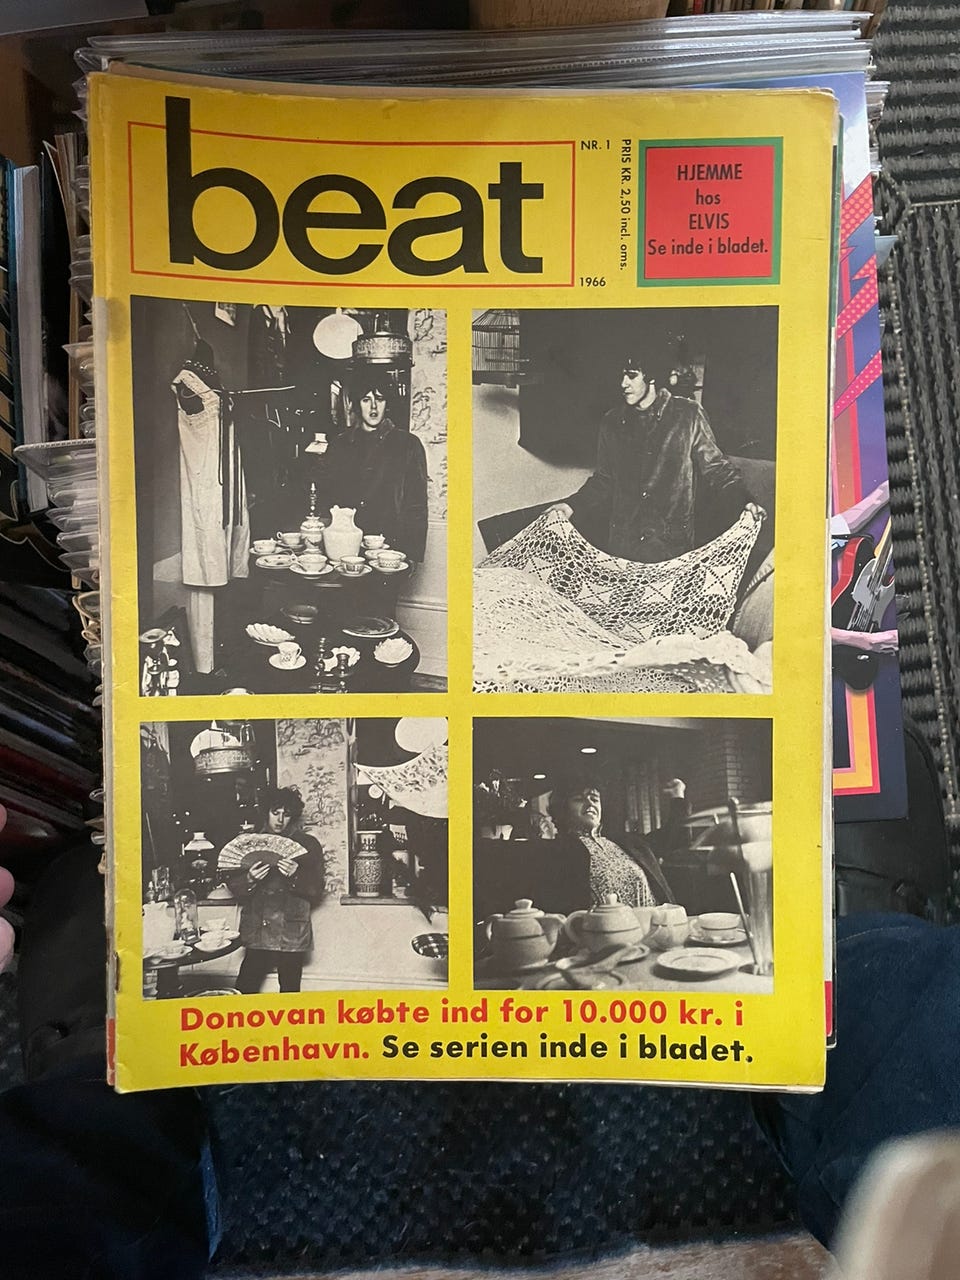 beat
NR. 1
1966
PRIS KR. 2,50 incl. oms.
HJEMME
hos
ELVIS
Se inde i bladet.
Donovan købte ind for 10.000 kr. i
København. Se serien inde i bladet.